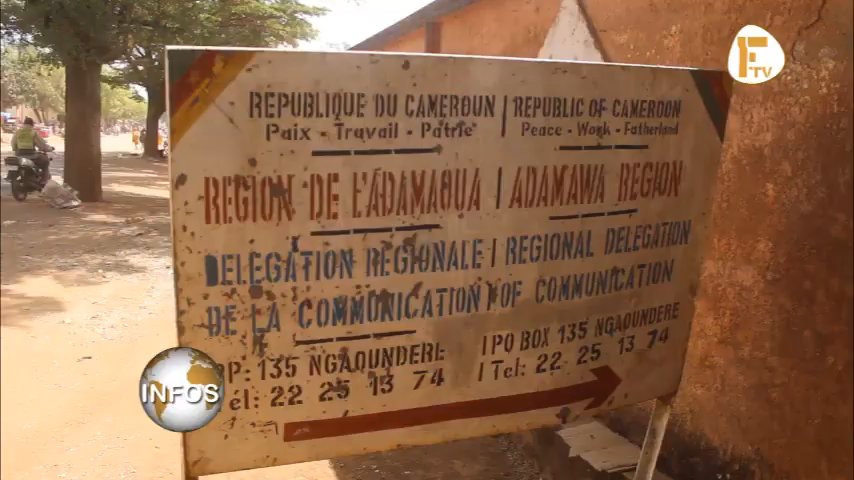 F
TV
REPUBLIQUE DU CAMEROUN | REPUBLIC OF CAMEROON
Paix - Travail - Patrie | Peace - Work - Fatherland
REGION DE L'ADAMAOUA | ADAMAWA REGION
DELEGATION REGIONALE | REGIONAL DELEGATION
DE LA COMMUNICATION | OF COMMUNICATION
P: 135 NGAOUNDERE | PO BOX 135 NGAOUNDERE
él: 22 25 13 74 | Tel: 22 25 13 74
INFOS